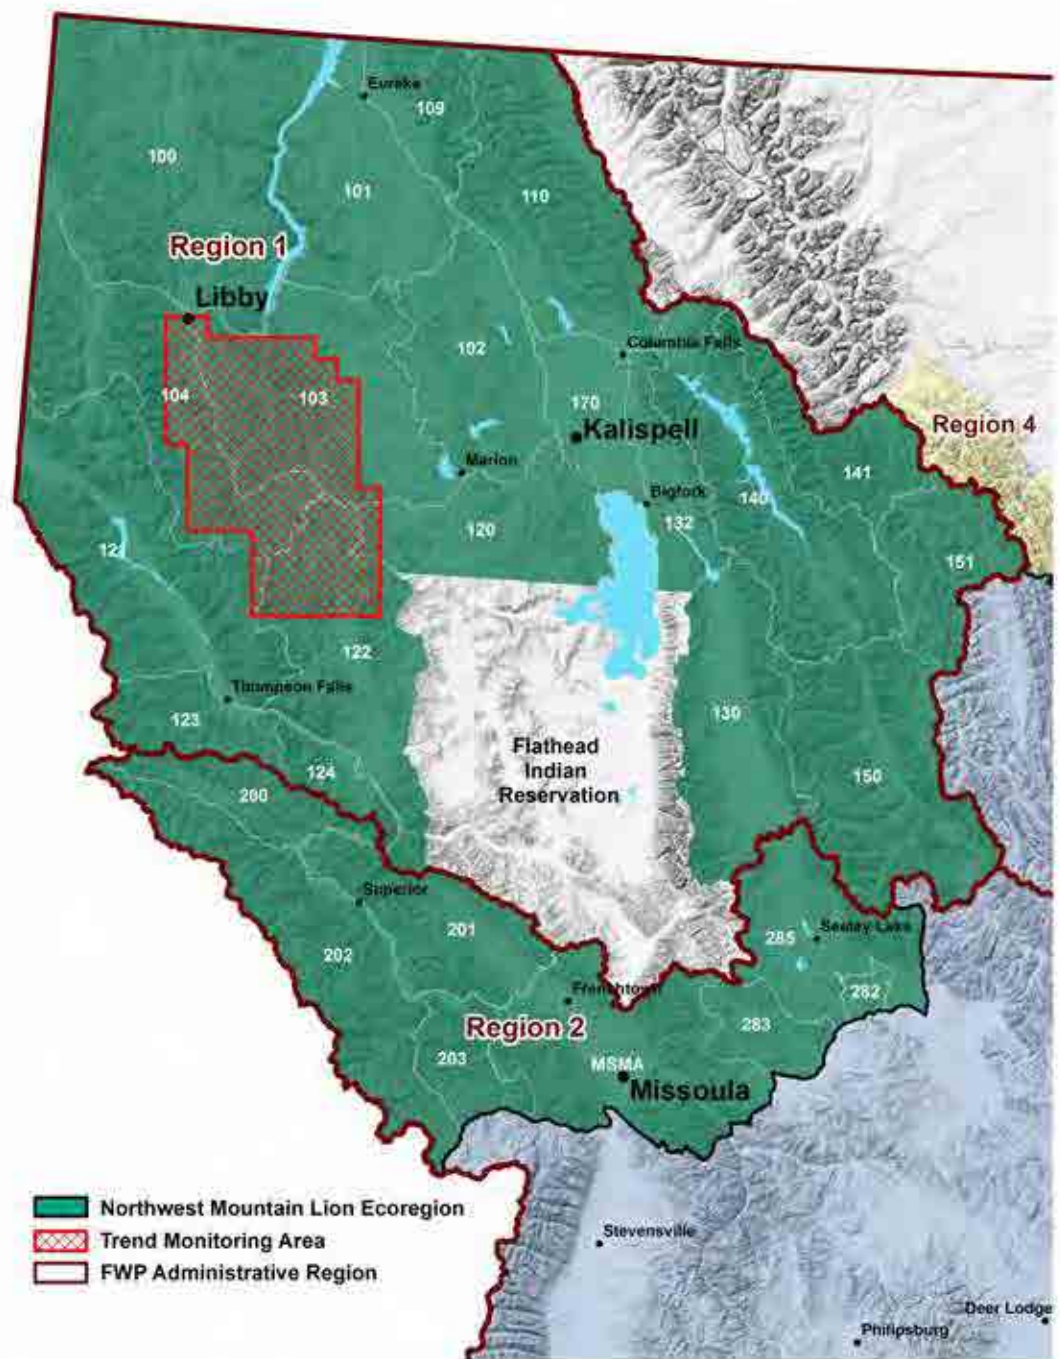 Eureka
109
100
101
110
Region 1
Libby
102
Columbia Falls
104
103
170
Kalispell
Region 4
Marion
141
Bigfork
140
120
132
121
151
122
Thompson Falls
130
123
Flathead
Indian
Reservation
124
150
200
Superior
201
285
Seeley Lake
202
282
Frenchtown
Region 2
283
203
MSMA
Missoula
Northwest Mountain Lion Ecoregion
Trend Monitoring Area
FWP Administrative Region
Stevensville
Deer Lodge
Philipsburg